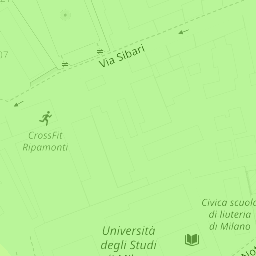 Via Sibari
CrossFit
Ripamonti
Civica scuola
di liuteria
di Milano
Università
degli Studi